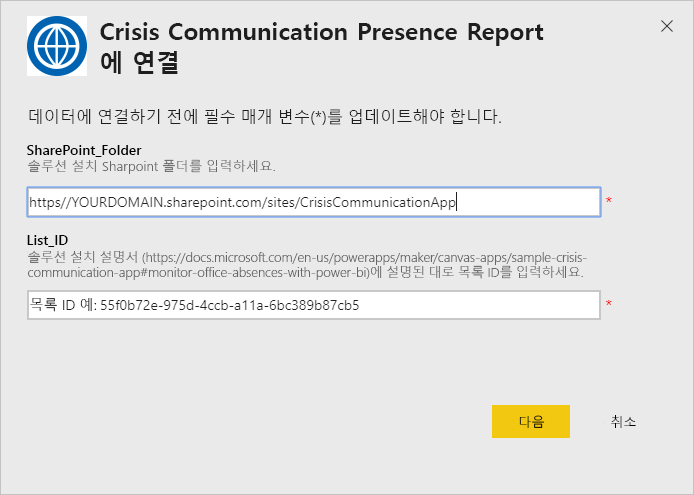 Crisis Communication Presence Report
에 연결
데이터에 연결하기 전에 필수 매개 변수(*)를 업데이트해야 합니다.
SharePoint_Folder
솔루션 설치 Sharpoint 폴더를 입력하세요.
https//YOURDOMAIN.sharepoint.com/sites/CrisisCommunicationApp
*
List_ID
솔루션 설치 설명서 (https://docs.microsoft.com/en-us/powerapps/maker/canvas-apps/sample-crisis-
communication-app#monitor-office-absences-with-power-bi)에 설명된 대로 목록 ID를 입력하세요.
목록 ID 예: 55f0b72e-975d-4ccb-a11a-6bc389b87cb5
*
다음
취소